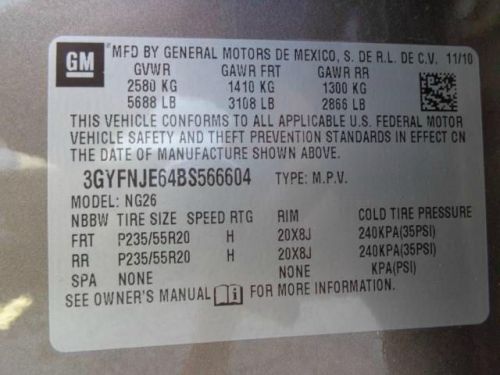 GM MFD BY GENERAL MOTORS DE MEXICO, S. DE R.L. DE C.V. 11/10
GVWR GAWR FRT GAWR RR
2580 KG 1410 KG 1300 KG
5688 LB 3108 LB 2866 LB
THIS VEHICLE CONFORMS TO ALL APPLICABLE U.S. FEDERAL MOTOR
VEHICLE SAFETY AND THEFT PREVENTION STANDARDS IN EFFECT ON
THE DATE OF MANUFACTURE SHOWN ABOVE.
3GYFNJE64BS566604 TYPE: M.P.V.
MODEL: NG26
NBBW TIRE SIZE SPEED RTG RIM COLD TIRE PRESSURE
FRT P235/55R20 H 20X8J 240KPA(35PSI)
RR P235/55R20 H 20X8J 240KPA(35PSI)
SPA NONE NONE KPA(PSI)
SEE OWNER'S MANUAL FOR MORE INFORMATION.